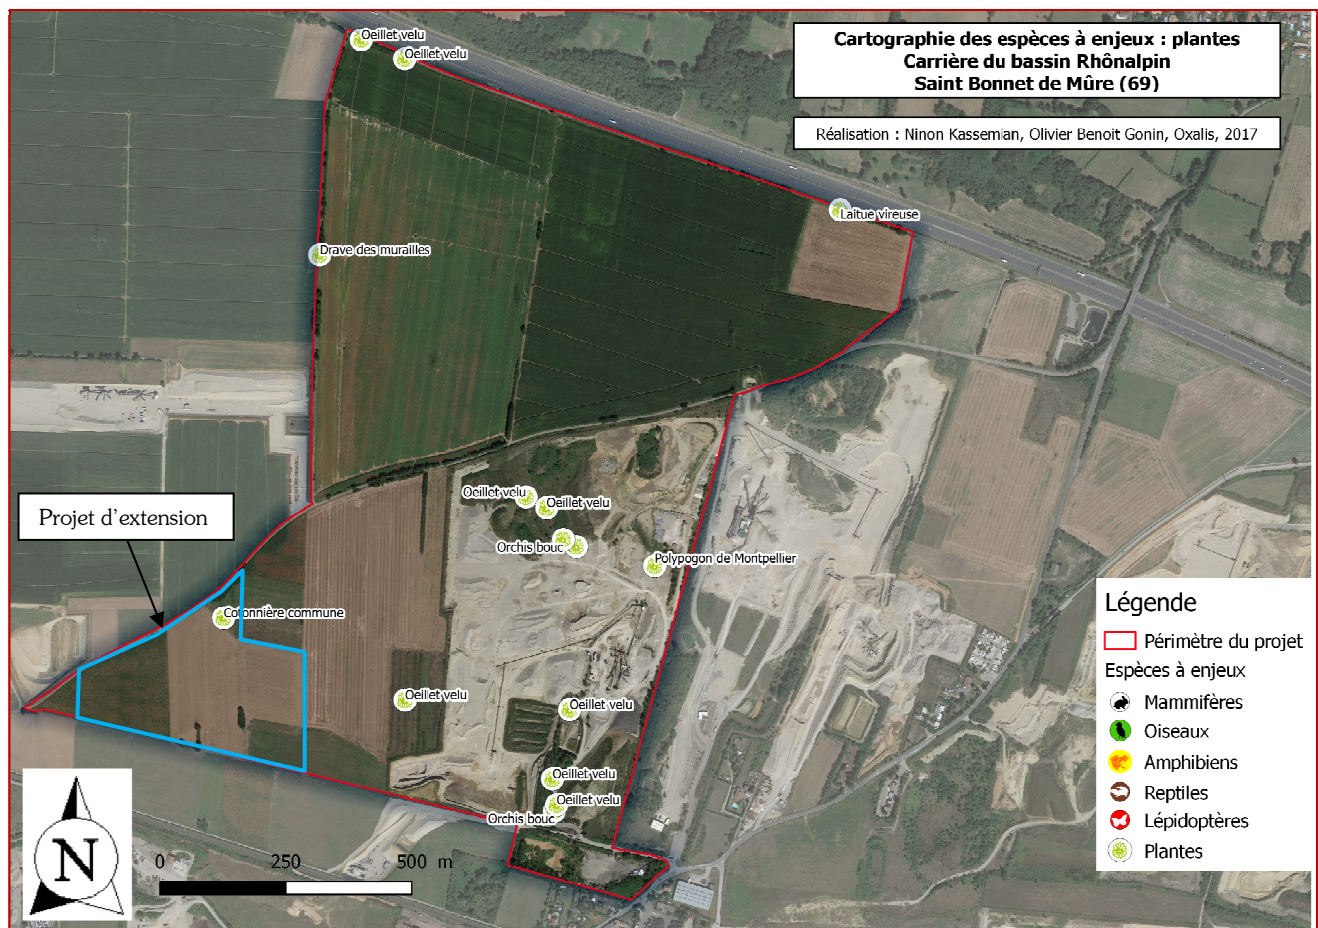 Cartographie des espèces à enjeux : plantes
Carrière du bassin Rhônalpin
Saint Bonnet de Mûre (69)
Réalisation : Ninon Kassemian, Olivier Benoit Gonin, Oxalis, 2017
Oeillet velu
Oeillet velu
Laitue vireuse
Drave des murailles
Oeillet velu
Oeillet velu
Projet d'extension
Orchis bouc
Polypogon de Montpellier
Cotonnière commune
Oeillet velu
Oeillet velu
Oeillet velu
Oeillet velu
Orchis bouc
Légende
Périmètre du projet
Espèces à enjeux
Mammifères
Oiseaux
Amphibiens
Reptiles
Lépidoptères
Plantes
N
0 250 500 m